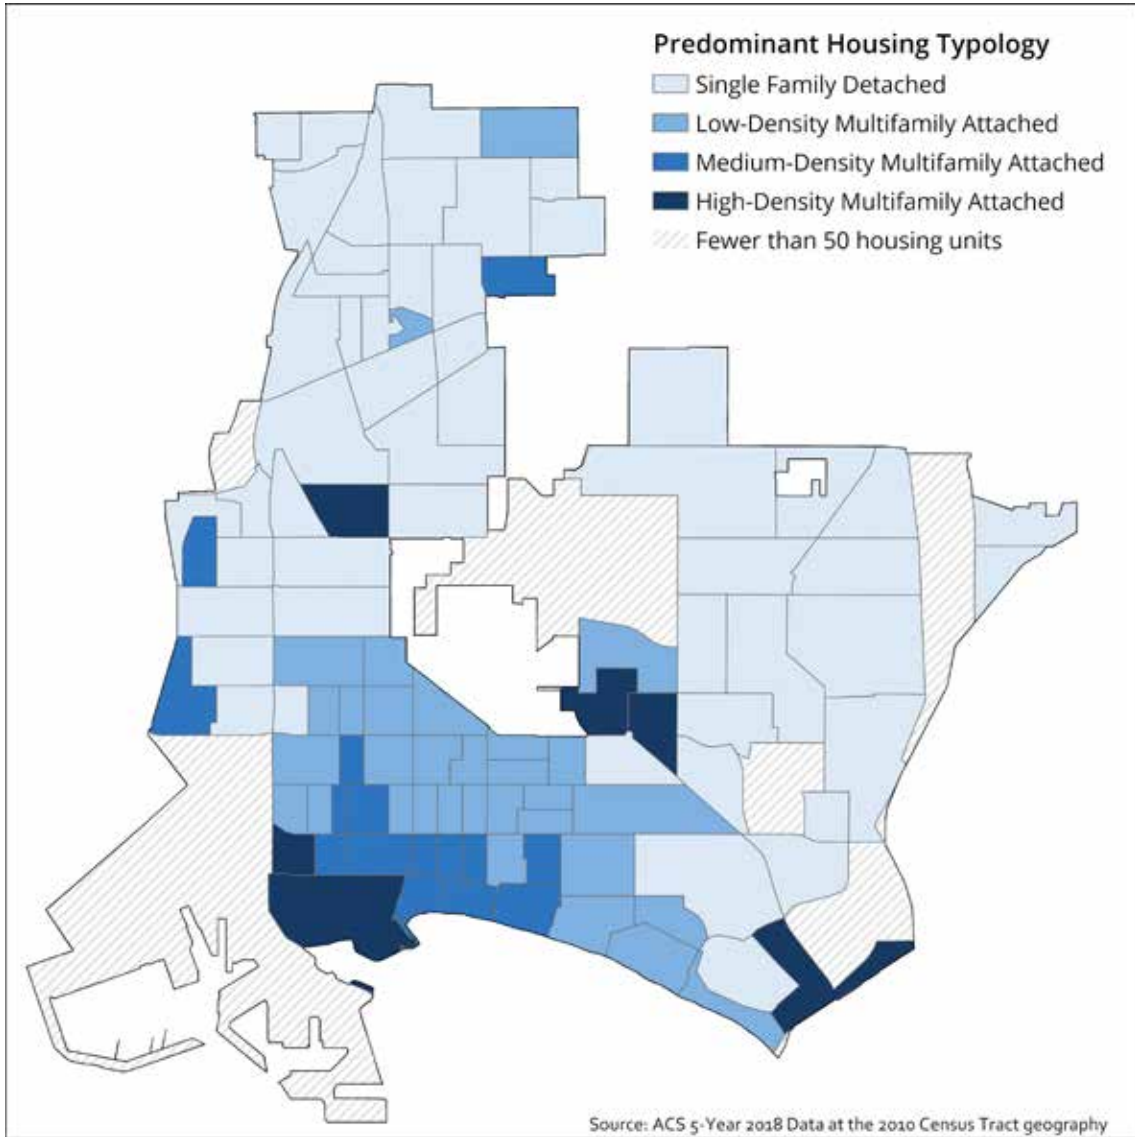 Predominant Housing Typology
Single Family Detached
Low-Density Multifamily Attached
Medium-Density Multifamily Attached
High-Density Multifamily Attached
Fewer than 50 housing units
Source: ACS 5-Year 2018 Data at the 2010 Census Tract geography